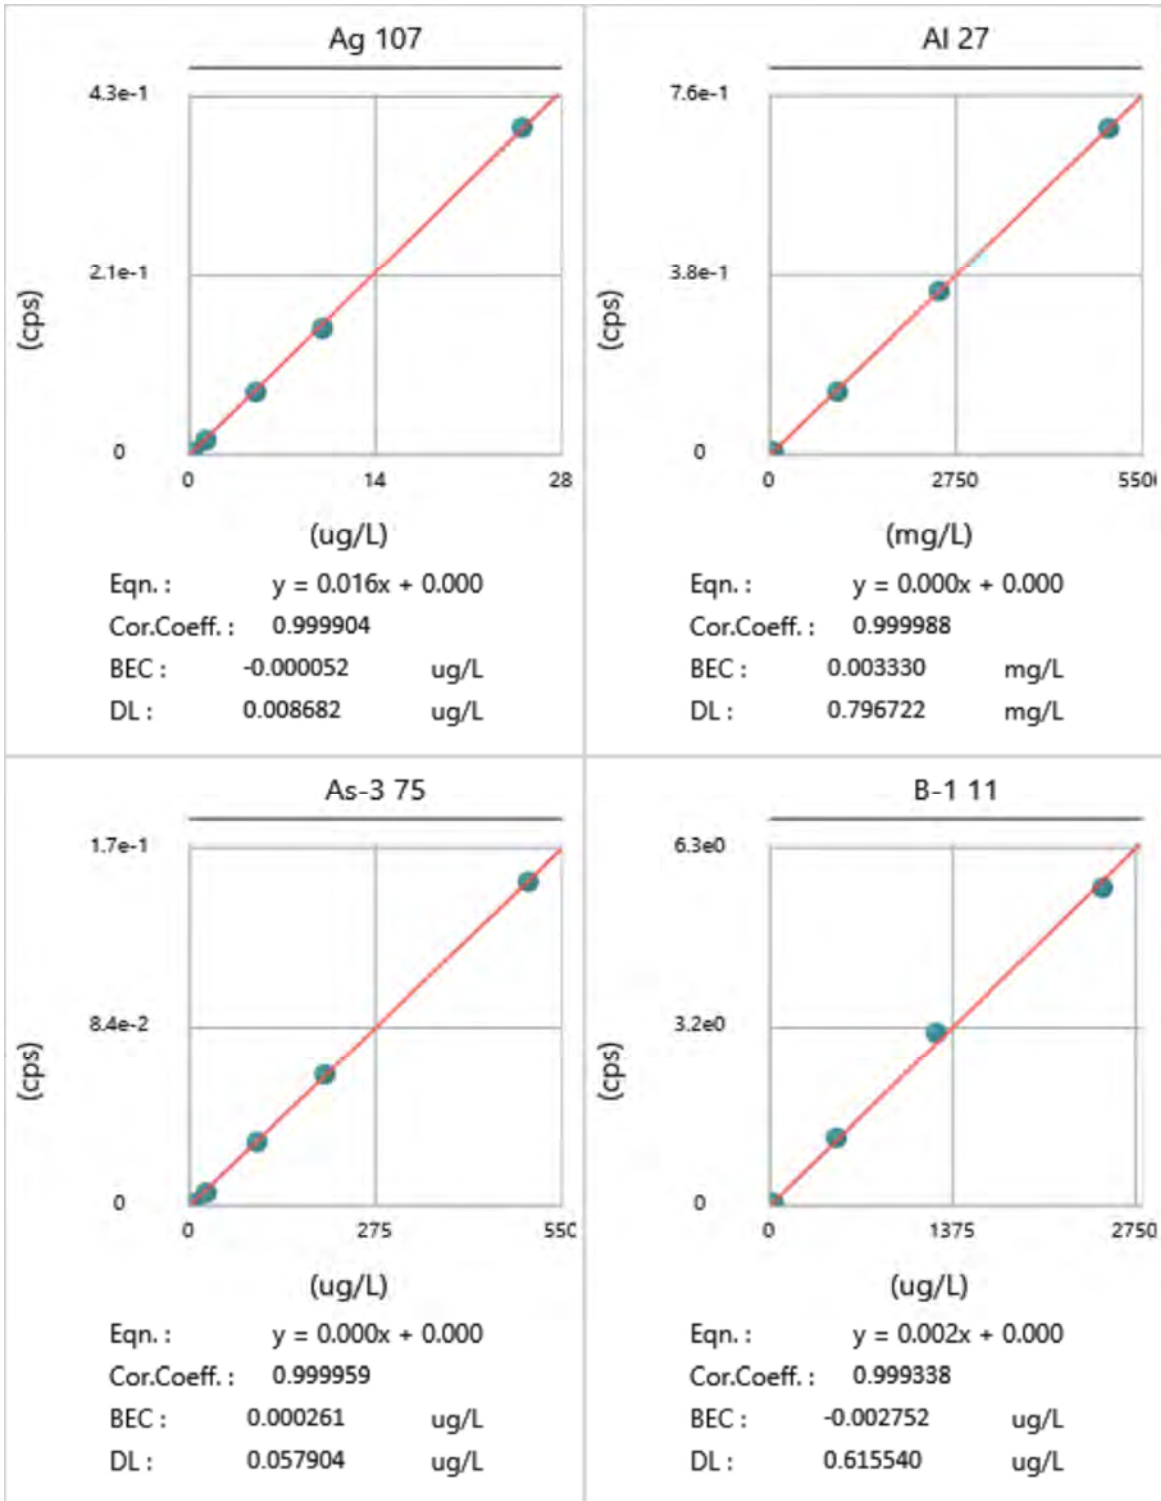 Ag 107
4.3e-1
2.1e-1
0
0 14 28
(cps)
(ug/L)
Eqn. : y = 0.016x + 0.000
Cor.Coeff. : 0.999904
BEC : -0.000052 ug/L
DL : 0.008682 ug/L
Al 27
7.6e-1
3.8e-1
0
0 2750 550
(cps)
(mg/L)
Eqn. : y = 0.000x + 0.000
Cor.Coeff. : 0.999988
BEC : 0.003330 mg/L
DL : 0.796722 mg/L
As-3 75
1.7e-1
8.4e-2
0
0 275 550
(cps)
(ug/L)
Eqn. : y = 0.000x + 0.000
Cor.Coeff. : 0.999959
BEC : 0.000261 ug/L
DL : 0.057904 ug/L
B-1 11
6.3e0
3.2e0
0
0 1375 2750
(cps)
(ug/L)
Eqn. : y = 0.002x + 0.000
Cor.Coeff. : 0.999338
BEC : -0.002752 ug/L
DL : 0.615540 ug/L